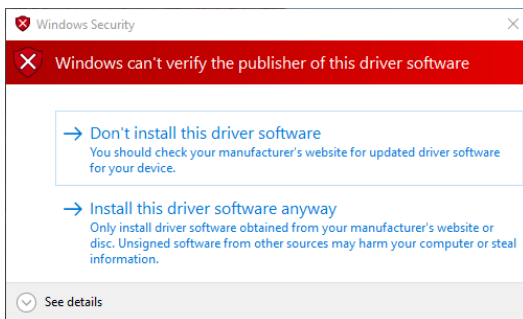 Windows Security
Windows can't verify the publisher of this driver software
Don't install this driver software
You should check your manufacturer's website for updated driver software
for your device.
Install this driver software anyway
Only install driver software obtained from your manufacturer's website or
disc. Unsigned software from other sources may harm your computer or steal
information.
See details